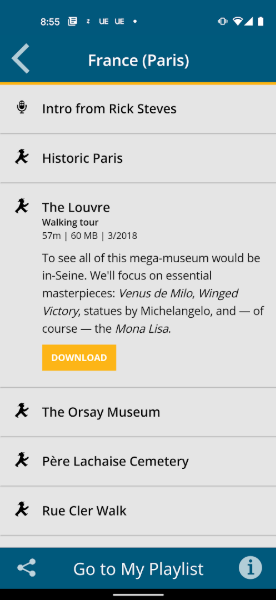 8:55 UE UE
France (Paris)
Intro from Rick Steves
Historic Paris
The Louvre
Walking tour
57m | 60 MB | 3/2018
To see all of this mega-museum would be
in-Seine. We'll focus on essential
masterpieces: Venus de Milo, Winged
Victory, statues by Michelangelo, and — of
course — the Mona Lisa.
DOWNLOAD
The Orsay Museum
Père Lachaise Cemetery
Rue Cler Walk
Go to My Playlist